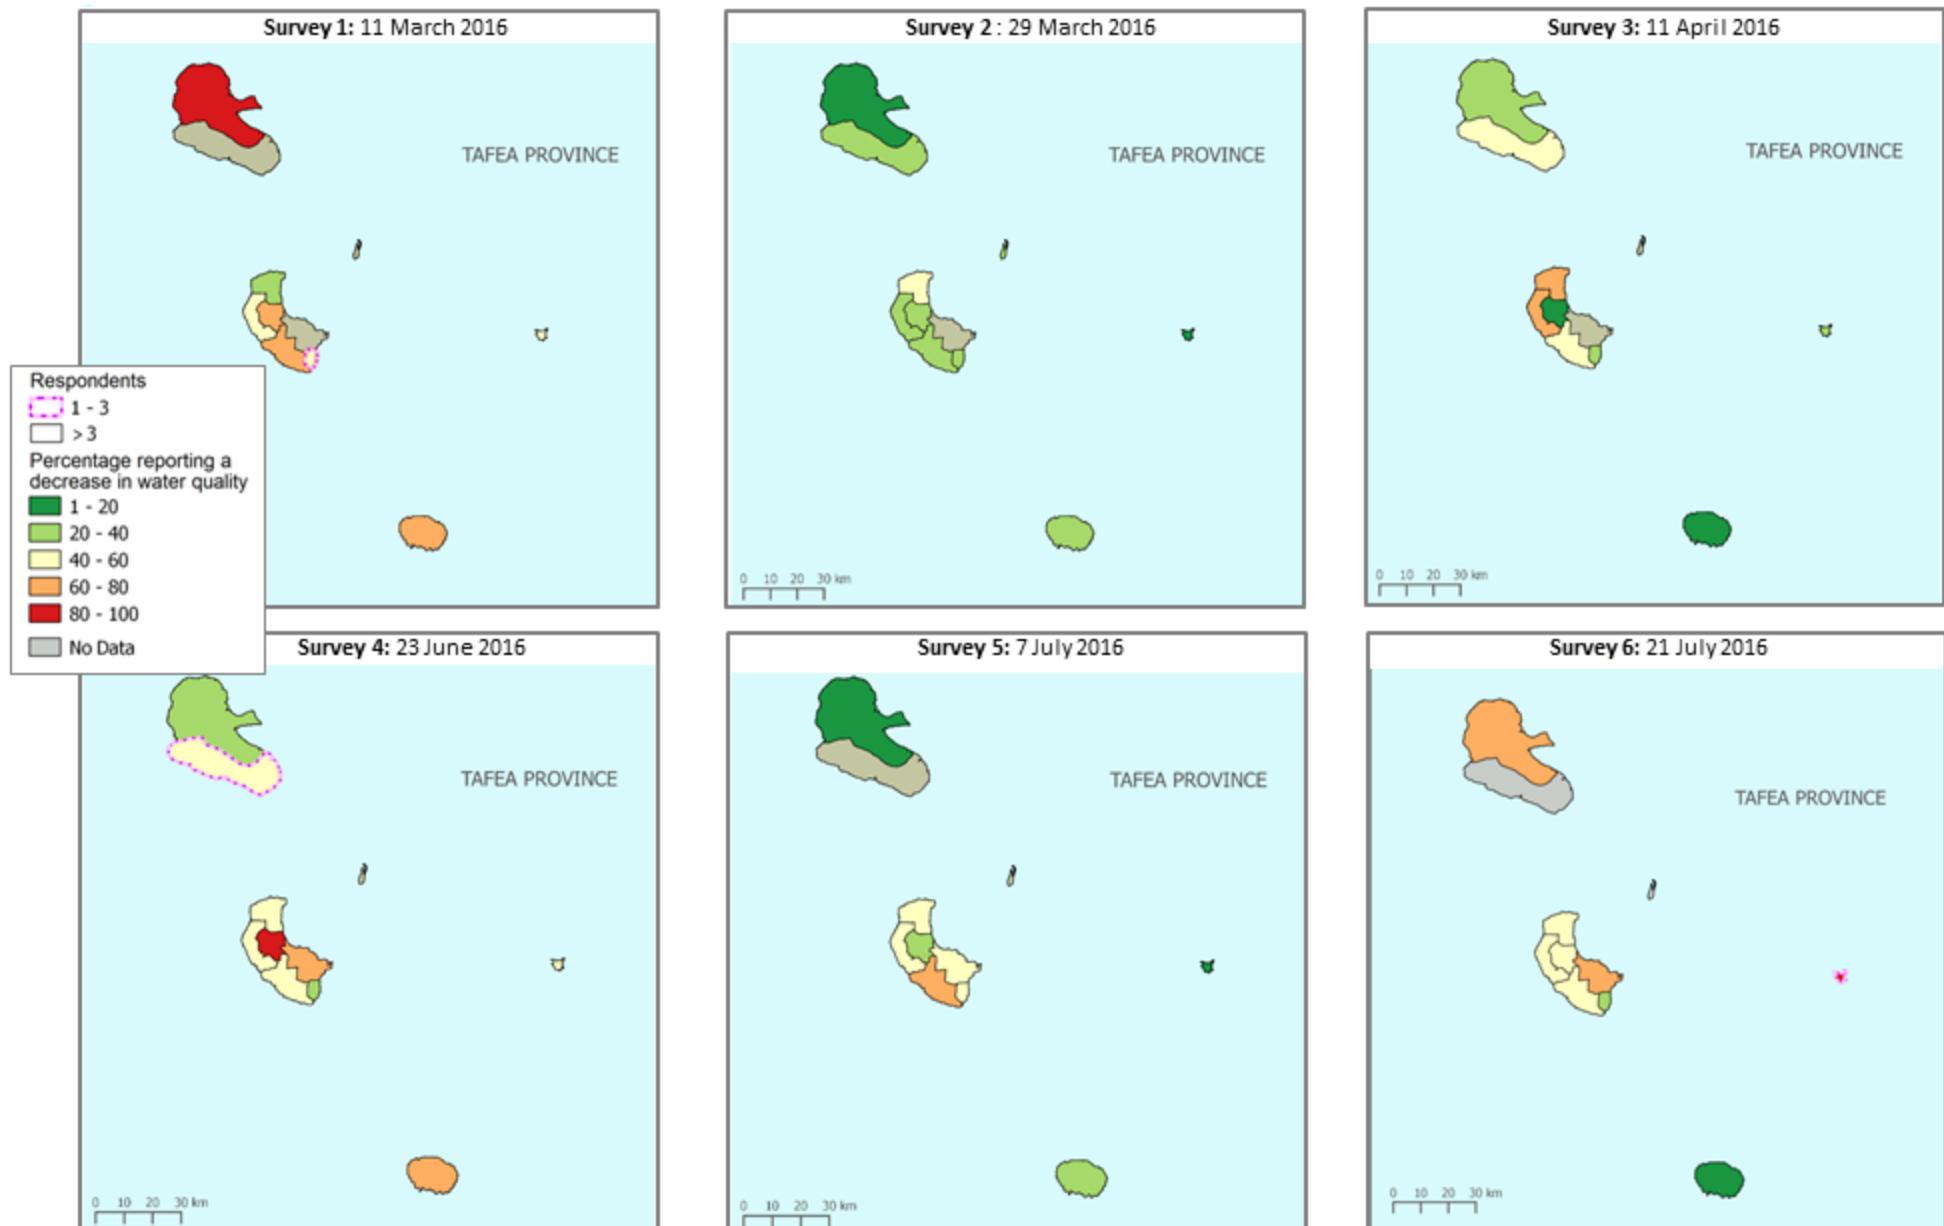 Survey 1: 11 March 2016
TAFEA PROVINCE
Survey 2 : 29 March 2016
TAFEA PROVINCE
0 10 20 30 km
Survey 3: 11 April 2016
TAFEA PROVINCE
0 10 20 30 km
Respondents
1 - 3
> 3
Percentage reporting a
decrease in water quality
1 - 20
20 - 40
40 - 60
60 - 80
80 - 100
No Data
Survey 4: 23 June 2016
TAFEA PROVINCE
0 10 20 30 km
Survey 5: 7 July 2016
TAFEA PROVINCE
0 10 20 30 km
Survey 6: 21 July 2016
TAFEA PROVINCE
0 10 20 30 km